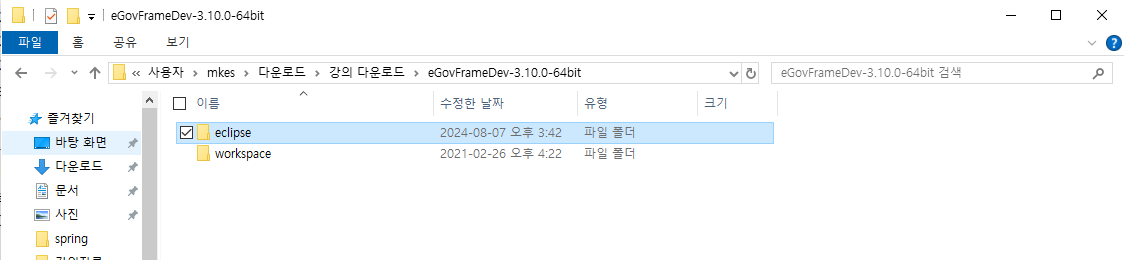 eGovFrameDev-3.10.0-64bit
파일 홈 공유 보기
« 사용자 > mkes > 다운로드 > 강의 다운로드 > eGovFrameDev-3.10.0-64bit
eGovFrameDev-3.10.0-64bit 검색
이름 수정한 날짜 유형 크기
즐겨찾기
바탕 화면
다운로드
문서
사진
spring
eclipse 2024-08-07 오후 3:42 파일 폴더
workspace 2021-02-26 오후 4:22 파일 폴더